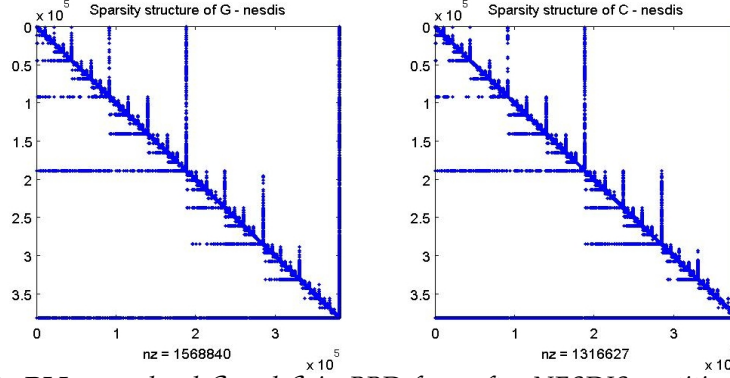 x 10^5 Sparsity structure of G - nesdis
0
0.5
1
1.5
2
2.5
3
3.5
0 1 2 3
nz = 1568840
x 10^5
x 10^5 Sparsity structure of C - nesdis
0
0.5
1
1.5
2
2.5
3
3.5
0 1 2 3
nz = 1316627
x 10